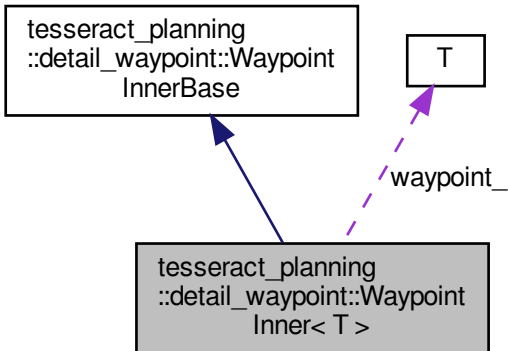 tesseract_planning
::detail_waypoint::Waypoint
InnerBase
T
waypoint_
tesseract_planning
::detail_waypoint::Waypoint
Inner< T >